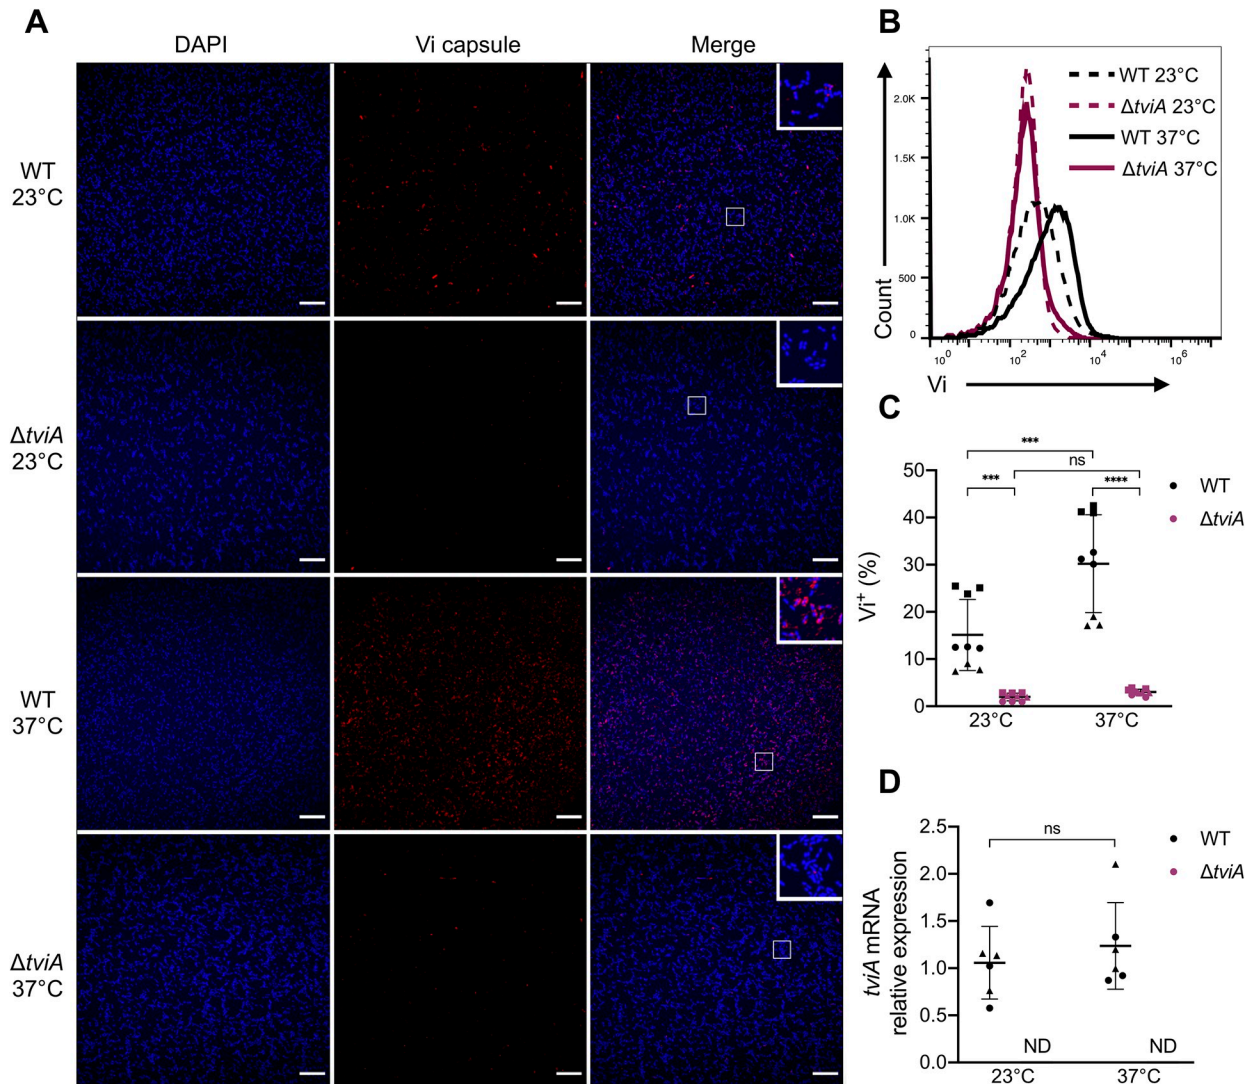 A
DAPI
Vi capsule
Merge
WT
23°C
ΔtviA
23°C
WT
37°C
ΔtviA
37°C
B
2.0K
1.5K
1.0K
500
0
Count
10⁰
10²
10⁴
10⁶
Vi
WT 23°C
ΔtviA 23°C
WT 37°C
ΔtviA 37°C
C
***
ns
***
****
50
40
30
20
10
0
Vi⁺ (%)
23°C
37°C
WT
ΔtviA
D
ns
2.5
2.0
1.5
1.0
0.5
0.0
tviA mRNA
relative expression
ND
ND
23°C
37°C
WT
ΔtviA